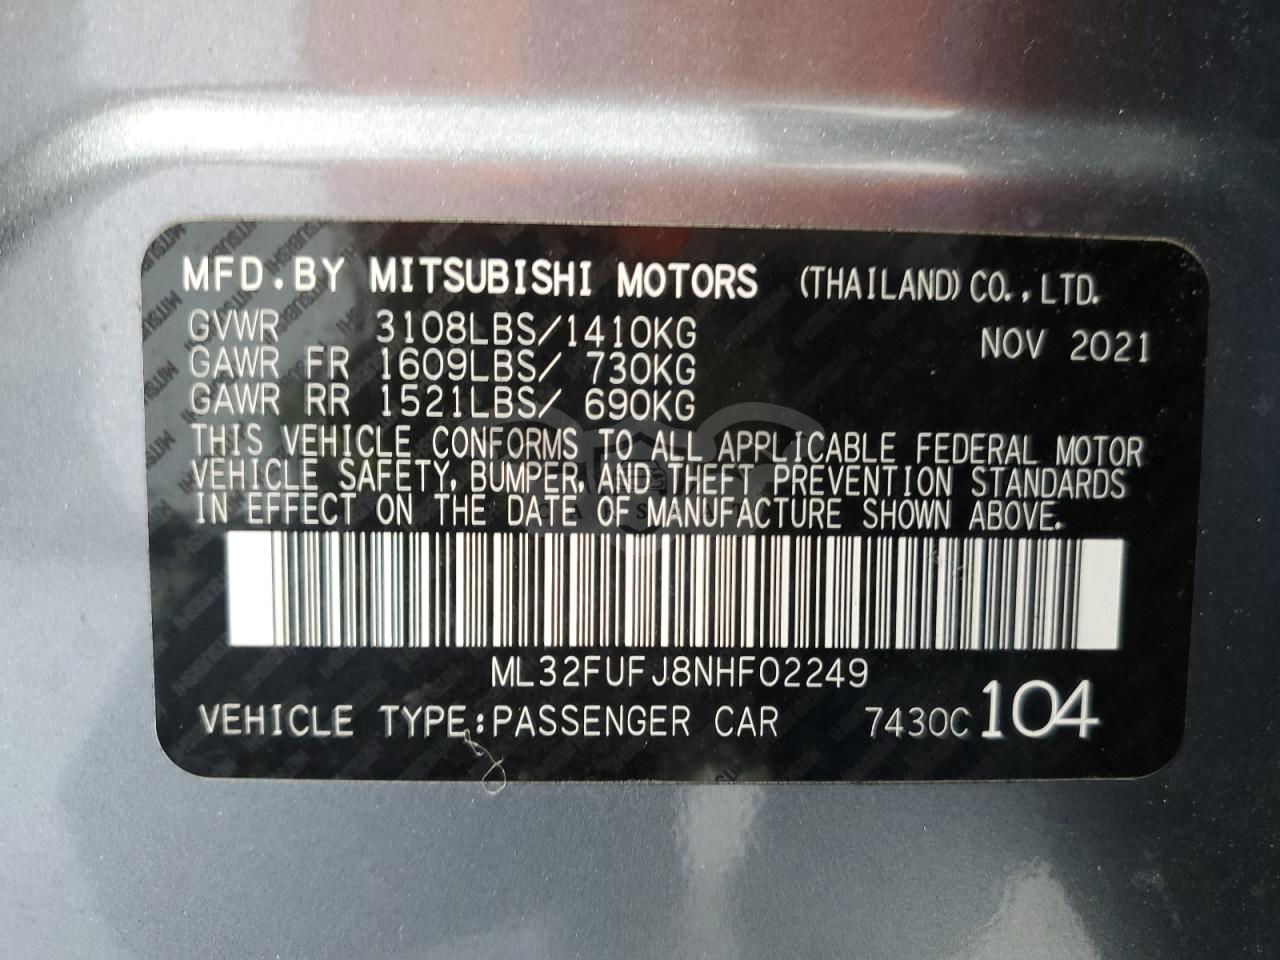 MFD.BY MITSUBISHI MOTORS (THAILAND) CO.,LTD.
GVWR 3108LBS/1410KG NOV 2021
GAWR FR 1609LBS/ 730KG
GAWR RR 1521LBS/ 690KG
THIS VEHICLE CONFORMS TO ALL APPLICABLE FEDERAL MOTOR
VEHICLE SAFETY, BUMPER, AND THEFT PREVENTION STANDARDS
IN EFFECT ON THE DATE OF MANUFACTURE SHOWN ABOVE.
ML32FUFJ8NHF02249
VEHICLE TYPE:PASSENGER CAR 7430C 104